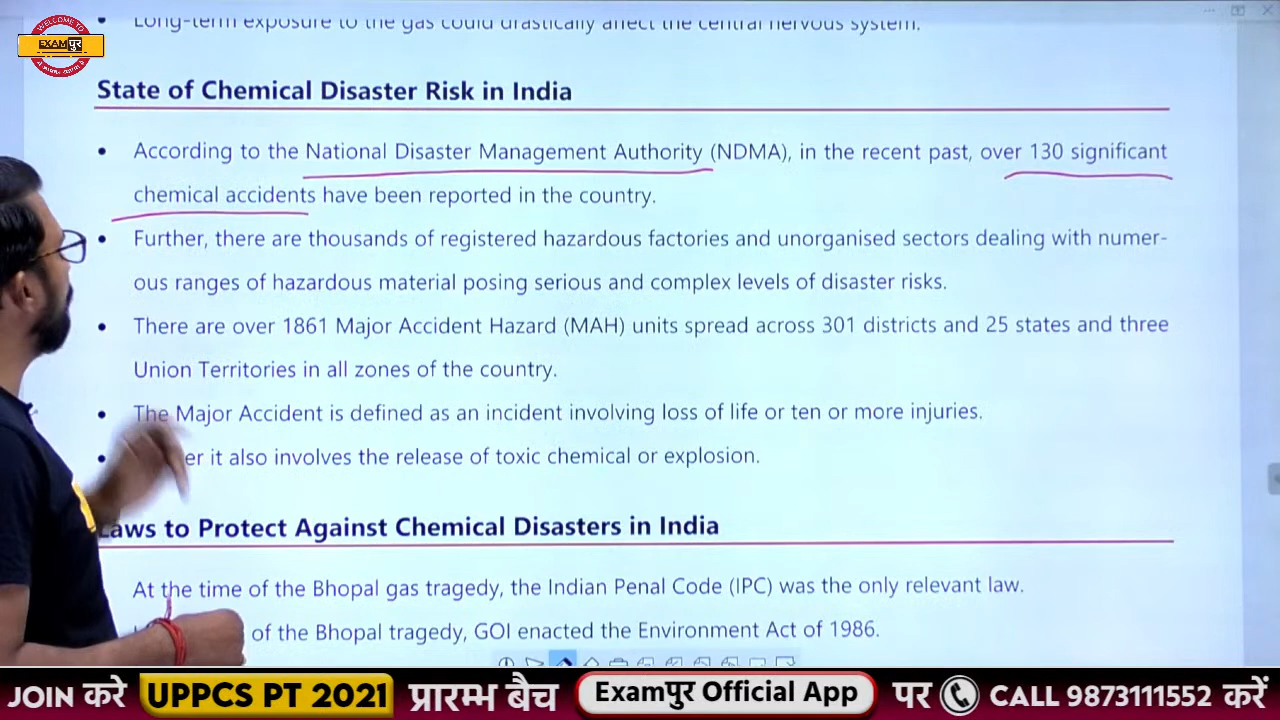 Long-term exposure to the gas could drastically affect the central nervous system.
WELCOME TO
EXAMपुर
State of Chemical Disaster Risk in India
According to the National Disaster Management Authority (NDMA), in the recent past, over 130 significant
chemical accidents have been reported in the country.
Further, there are thousands of registered hazardous factories and unorganised sectors dealing with numer-
ous ranges of hazardous material posing serious and complex levels of disaster risks.
There are over 1861 Major Accident Hazard (MAH) units spread across 301 districts and 25 states and three
Union Territories in all zones of the country.
The Major Accident is defined as an incident involving loss of life or ten or more injuries.
it also involves the release of toxic chemical or explosion.
Laws to Protect Against Chemical Disasters in India
At the time of the Bhopal gas tragedy, the Indian Penal Code (IPC) was the only relevant law.
of the Bhopal tragedy, GOI enacted the Environment Act of 1986.
JOIN करे UPPCS PT 2021 प्रारम्भ बैच Examपुर Official App पर CALL 9873111552 करें